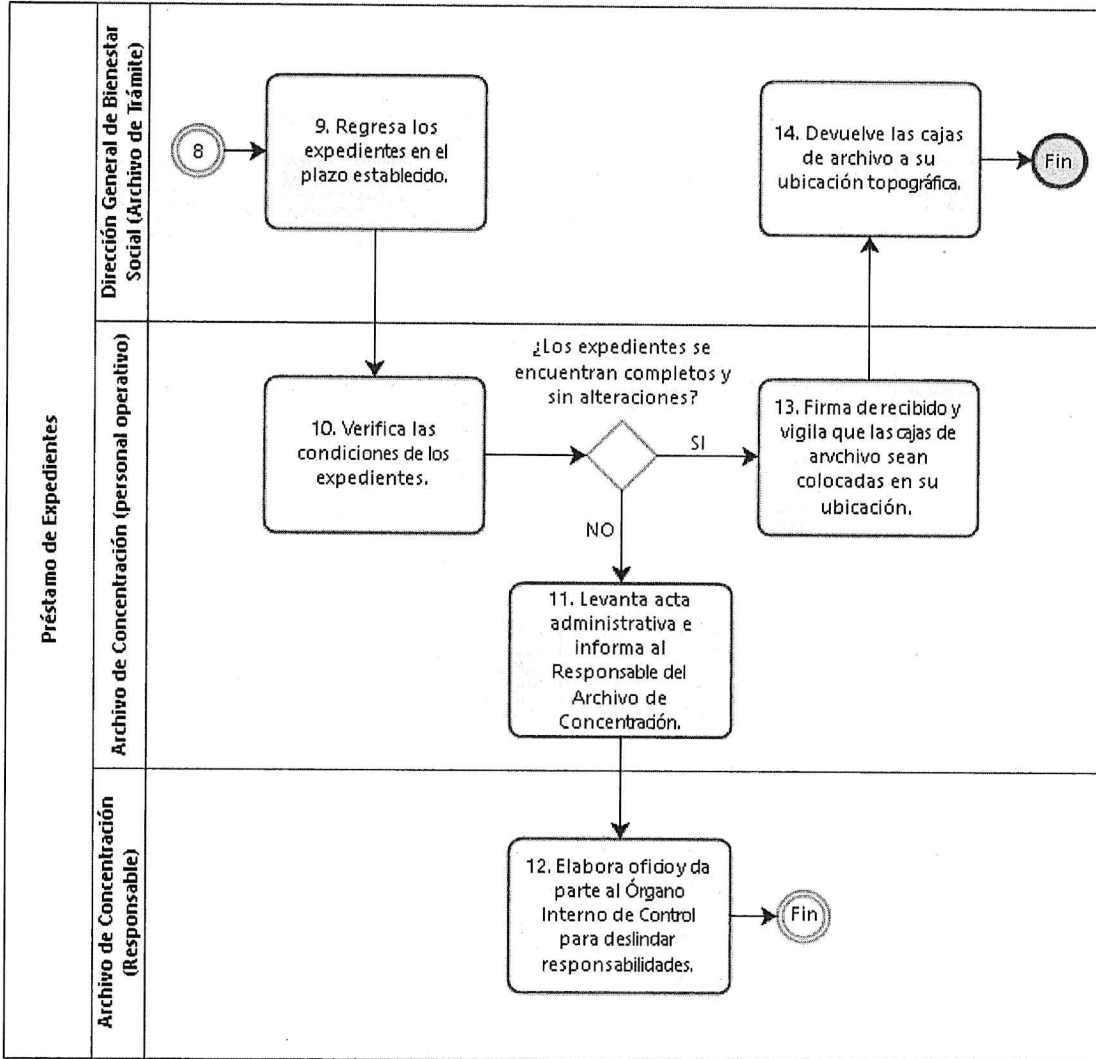 Préstamo de Expedientes
Dirección General de Bienestar
Social (Archivo de Trámite)
8
9. Regresa los
expedientes en el
plazo establecido.
14. Devuelve las cajas
de archivo a su
ubicación topográfica.
Fin
Archivo de Concentración (personal operativo)
10. Verifica las
condiciones de los
expedientes.
¿Los expedientes se
encuentran completos y
sin alteraciones?
SI
NO
13. Firma de recibido y
vigila que las cajas de
arvchivo sean
colocadas en su
ubicación.
11. Levanta acta
administrativa e
informa al
Responsable del
Archivo de
Concentración.
Archivo de Concentración
(Responsable)
12. Elabora oficio y da
parte al Órgano
Interno de Control
para deslindar
responsabilidades.
Fin